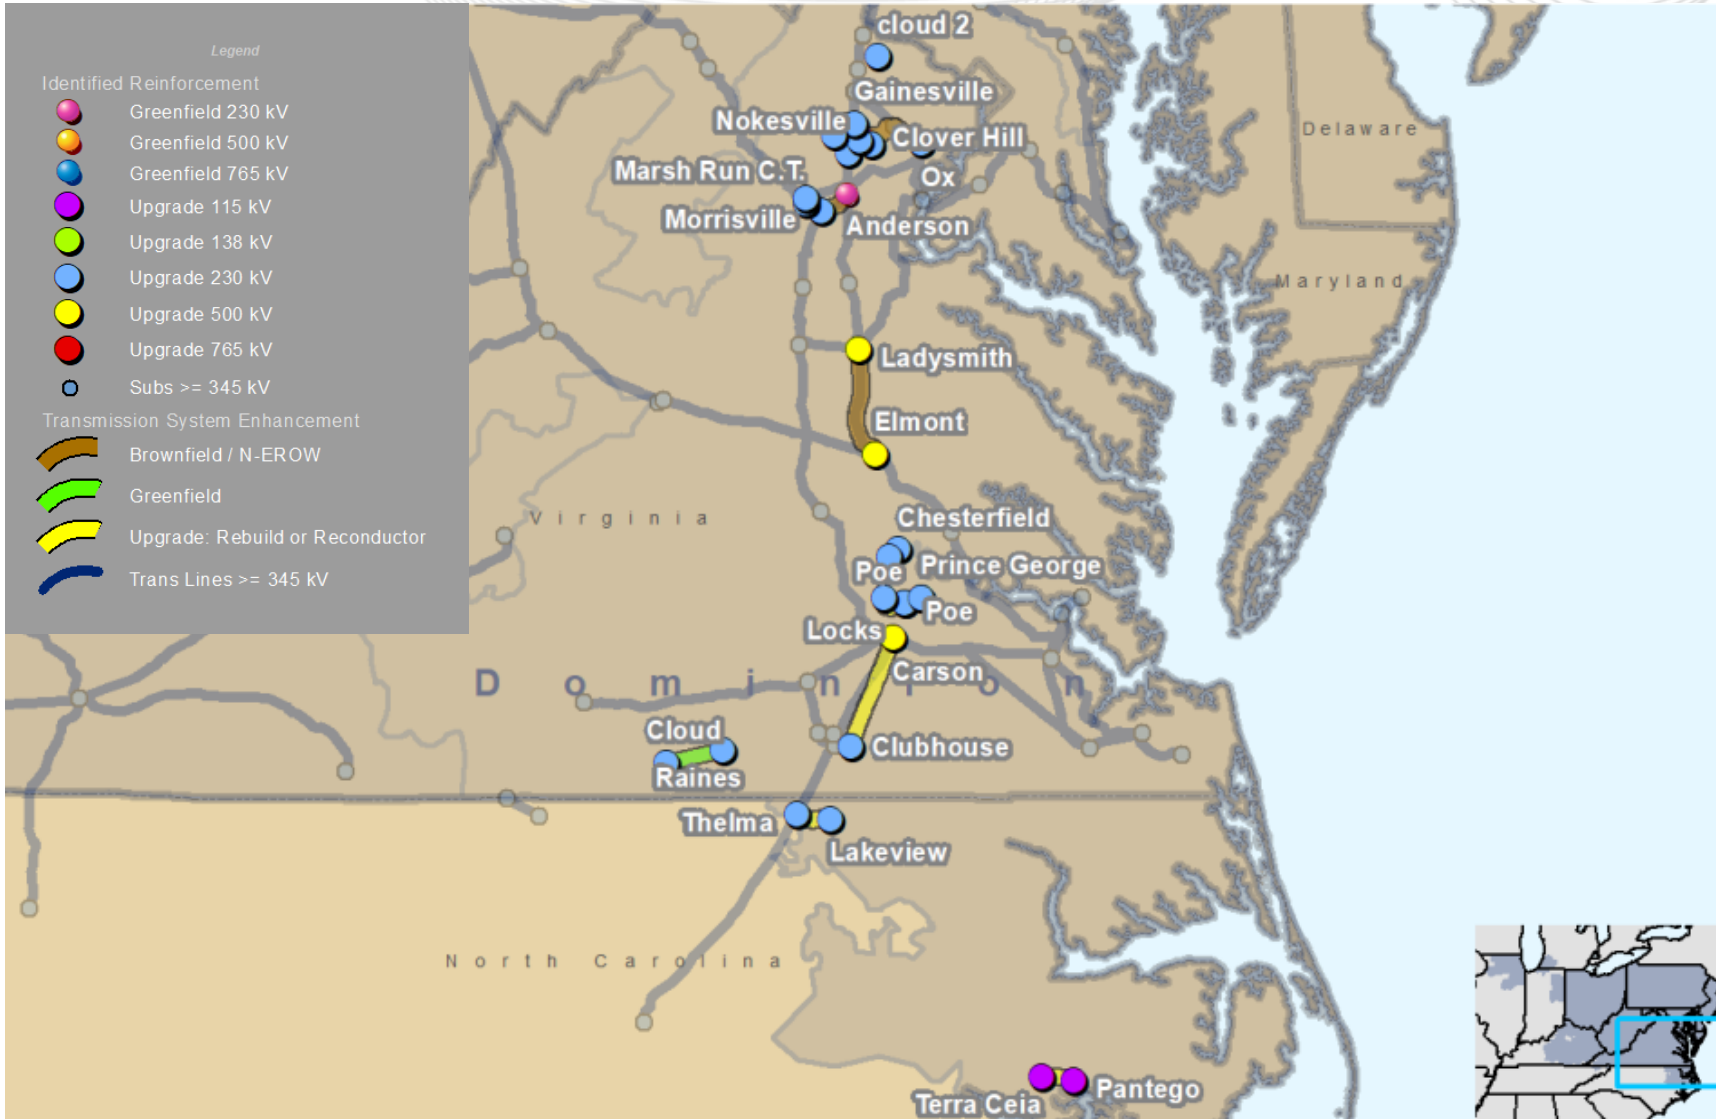 Legend
Identified Reinforcement
Greenfield 230 kV
Greenfield 500 kV
Greenfield 765 kV
Upgrade 115 kV
Upgrade 138 kV
Upgrade 230 kV
Upgrade 500 kV
Upgrade 765 kV
Subs >= 345 kV
Transmission System Enhancement
Brownfield / N-EROW
Greenfield
Upgrade: Rebuild or Reconductor
Trans Lines >= 345 kV
cloud 2
Gainesville
Nokesville
Clover Hill
Delaware
Marsh Run C.T.
Ox
Morrisville
Anderson
Maryland
Ladysmith
Elmont
Virginia
Chesterfield
Poe
Prince George
Poe
Locks
Carson
Dominion
Cloud
Clubhouse
Raines
Thelma
Lakeview
North Carolina
Terra Ceia
Pantego